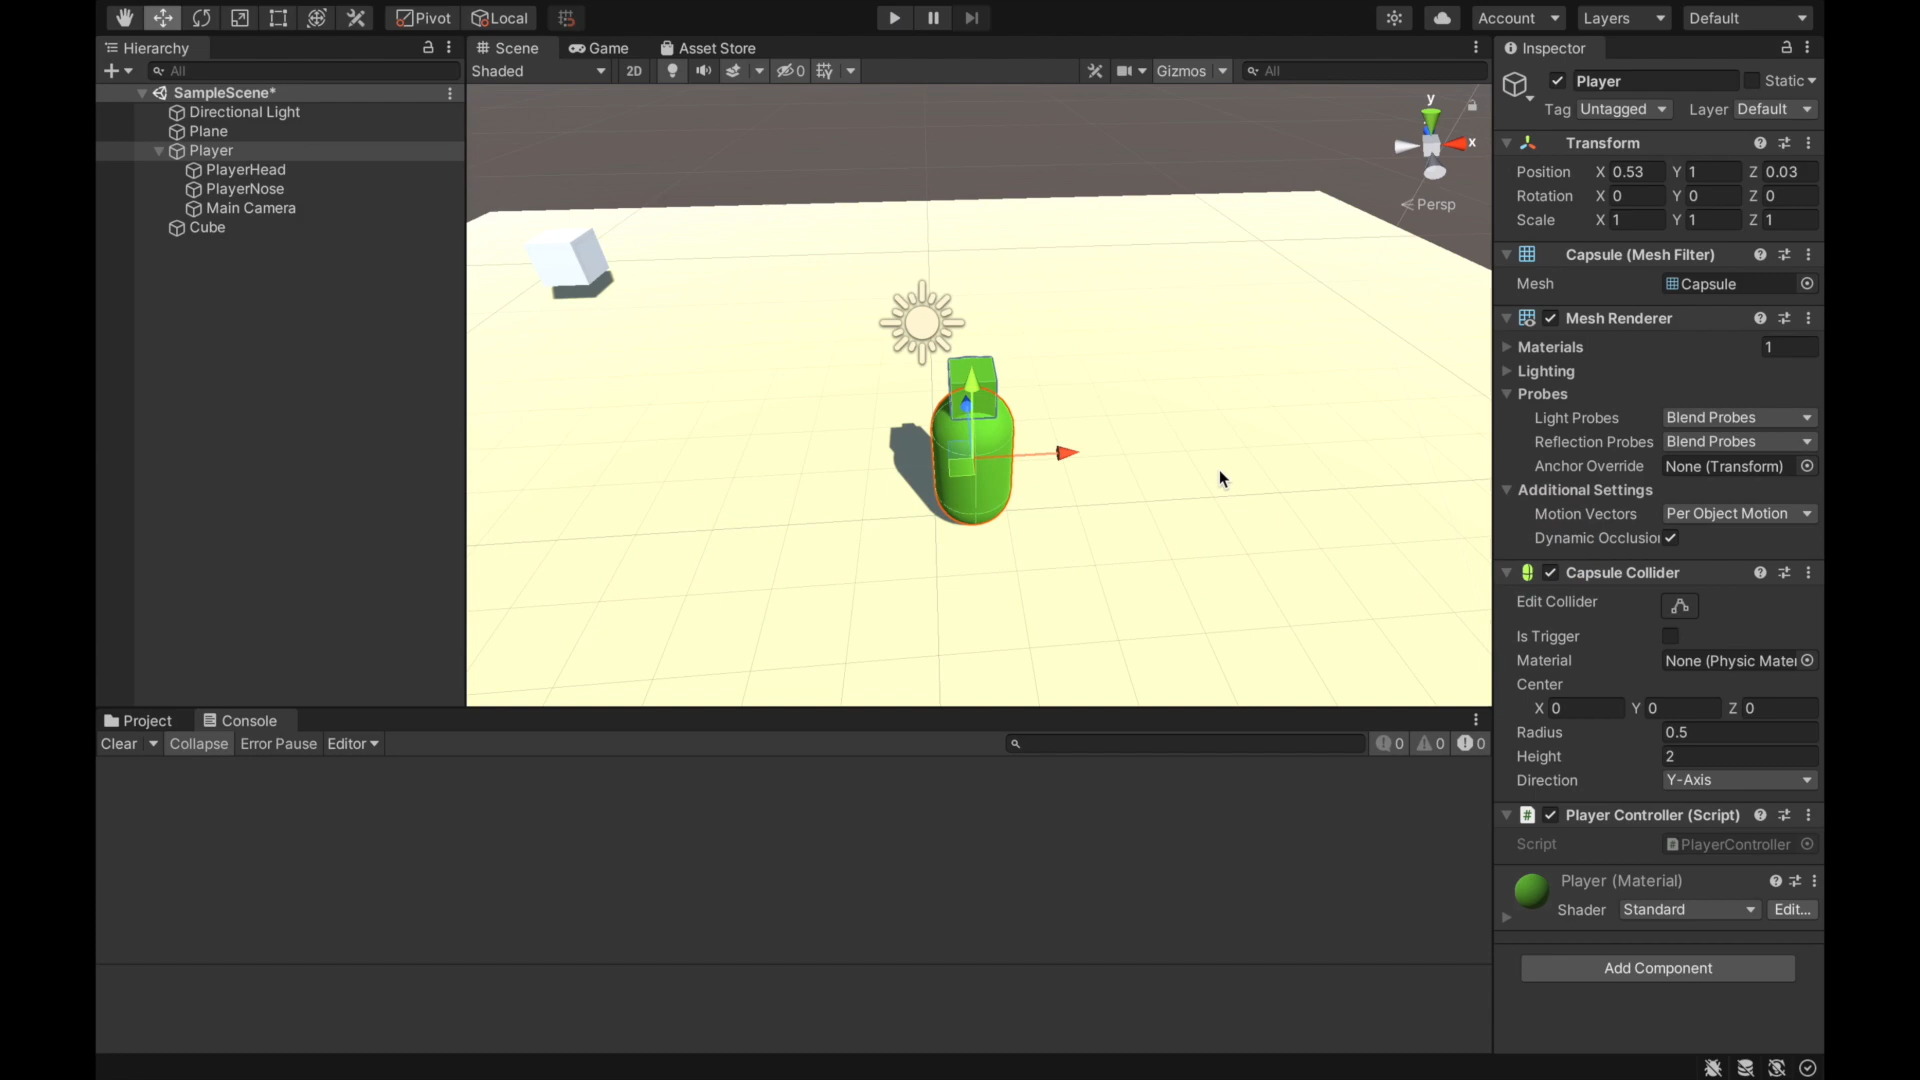 Pivot Local Account Layers Default
Hierarchy
All
SampleScene*
Directional Light
Plane
Player
PlayerHead
PlayerNose
Main Camera
Cube
Scene Game Asset Store
Shaded 2D 0 Gizmos All
y
x
Persp
Project Console
Clear Collapse Error Pause Editor 0 0 0
Inspector
Player Static
Tag Untagged Layer Default
Transform
Position X 0.53 Y 1 Z 0.03
Rotation X 0 Y 0 Z 0
Scale X 1 Y 1 Z 1
Capsule (Mesh Filter)
Mesh Capsule
Mesh Renderer
Materials 1
Lighting
Probes
Light Probes Blend Probes
Reflection Probes Blend Probes
Anchor Override None (Transform)
Additional Settings
Motion Vectors Per Object Motion
Dynamic Occlusion
Capsule Collider
Edit Collider
Is Trigger
Material None (Physic Mater
Center
X 0 Y 0 Z 0
Radius 0.5
Height 2
Direction Y-Axis
# Player Controller (Script)
Script PlayerController
Player (Material)
Shader Standard Edit...
Add Component